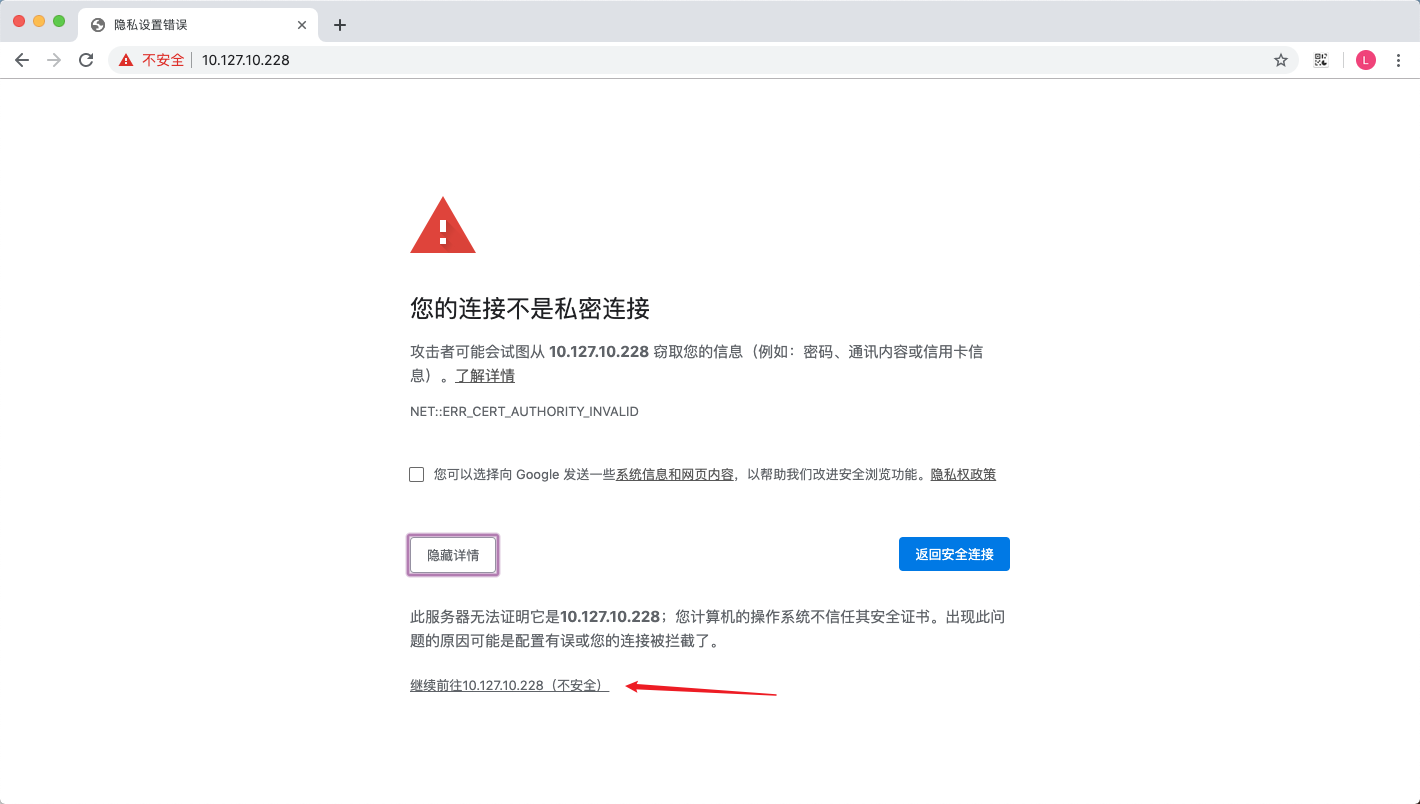 隐私设置错误
不安全 10.127.10.228
L
您的连接不是私密连接
攻击者可能会试图从 10.127.10.228 窃取您的信息（例如：密码、通讯内容或信用卡信
息）。了解详情
NET::ERR_CERT_AUTHORITY_INVALID
您可以选择向 Google 发送一些系统信息和网页内容，以帮助我们改进安全浏览功能。隐私权政策
隐藏详情 返回安全连接
此服务器无法证明它是10.127.10.228；您计算机的操作系统不信任其安全证书。出现此问
题的原因可能是配置有误或您的连接被拦截了。
继续前往10.127.10.228（不安全）